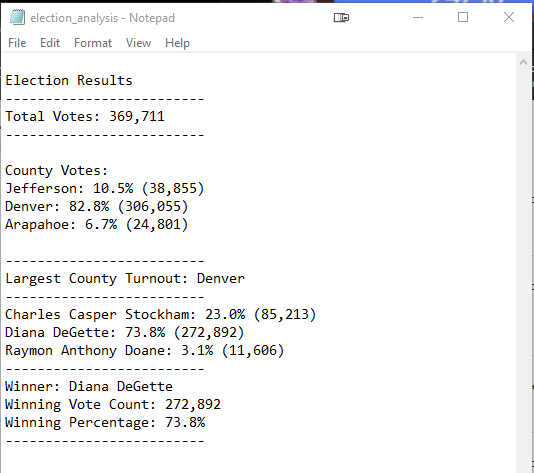 election_analysis - Notepad
File Edit Format View Help
Election Results
-------------------------
Total Votes: 369,711
-------------------------
County Votes:
Jefferson: 10.5% (38,855)
Denver: 82.8% (306,055)
Arapahoe: 6.7% (24,801)
-------------------------
Largest County Turnout: Denver
-------------------------
Charles Casper Stockham: 23.0% (85,213)
Diana DeGette: 73.8% (272,892)
Raymon Anthony Doane: 3.1% (11,606)
-------------------------
Winner: Diana DeGette
Winning Vote Count: 272,892
Winning Percentage: 73.8%
-------------------------